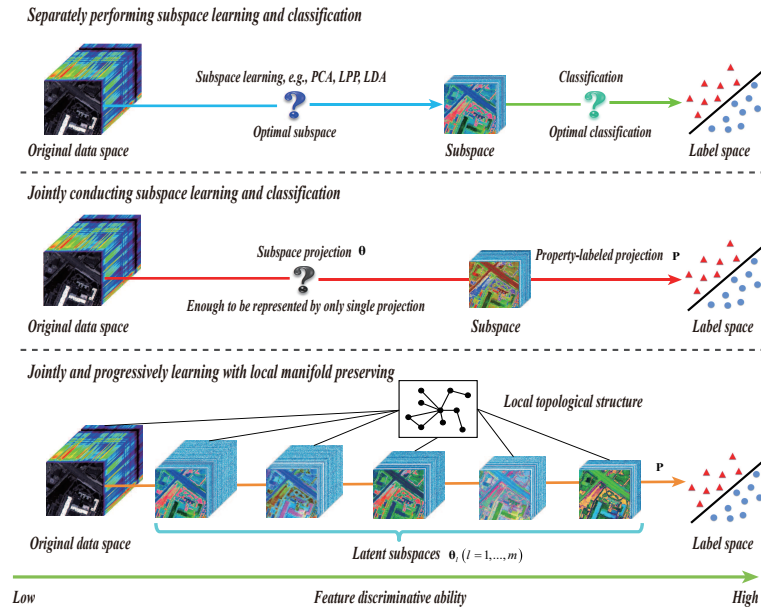 Separately performing subspace learning and classification
Subspace learning, e.g., PCA, LPP, LDA
Classification
?
?
Optimal subspace
Optimal classification
Original data space
Subspace
Label space
Jointly conducting subspace learning and classification
Subspace projection θ
Property-labeled projection P
?
Enough to be represented by only single projection
Original data space
Subspace
Label space
Jointly and progressively learning with local manifold preserving
Local topological structure
P
Original data space
Label space
Latent subspaces θl (l = 1,...,m)
Low
Feature discriminative ability
High